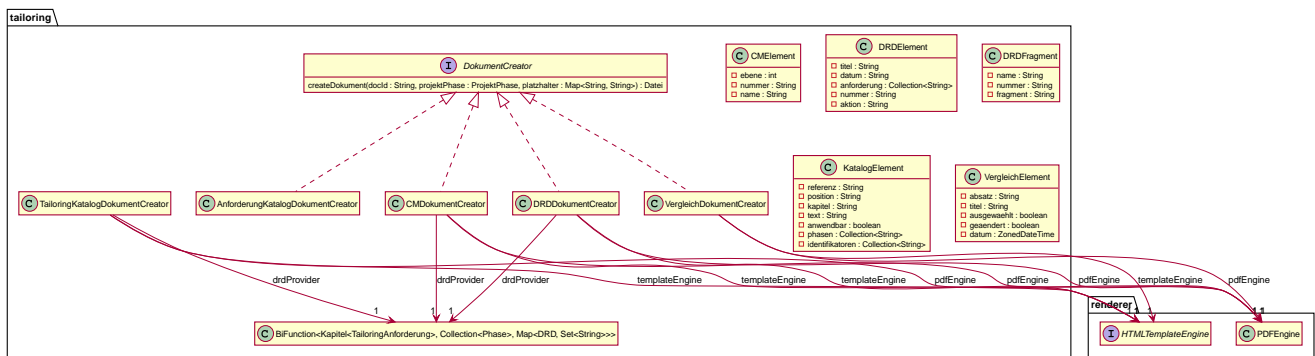 tailoring
I DokumentCreator
createDokument(docId : String, projektPhase : ProjektPhase, platzhalter : Map<String, String>) : Datei
C CMElement
ebene : int
nummer : String
name : String
C DRDElement
titel : String
datum : String
anforderung : Collection<String>
nummer : String
aktion : String
C DRDFragment
name : String
nummer : String
fragment : String
C KatalogElement
referenz : String
position : String
kapitel : String
text : String
anwendbar : boolean
phasen : Collection<String>
identifikatoren : Collection<String>
C VergleichElement
absatz : String
titel : String
ausgewaehlt : boolean
geaendert : boolean
datum : ZonedDateTime
C TailoringKatalogDokumentCreator
C AnforderungKatalogDokumentCreator
C CMDokumentCreator
C DRDDokumentCreator
C VergleichDokumentCreator
drdProvider
drdProvider
drdProvider
templateEngine
templateEngine
pdfEngine
templateEngine
pdfEngine
pdfEngine
templateEngine
pdfEngine
1
1
1
1
1
1
1
C BiFunction<Kapitel<TailoringAnforderung>, Collection<Phase>, Map<DRD, Set<String>>>
renderer
I HTMLTemplateEngine
C PDFEngine